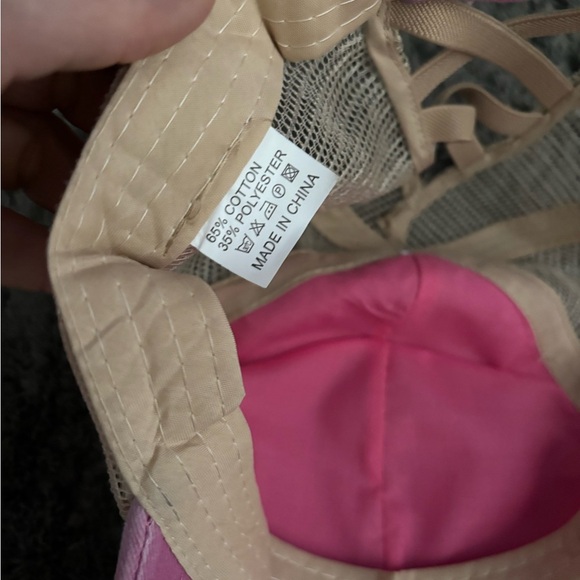 65% COTTON
35% POLYESTER
P
MADE IN CHINA